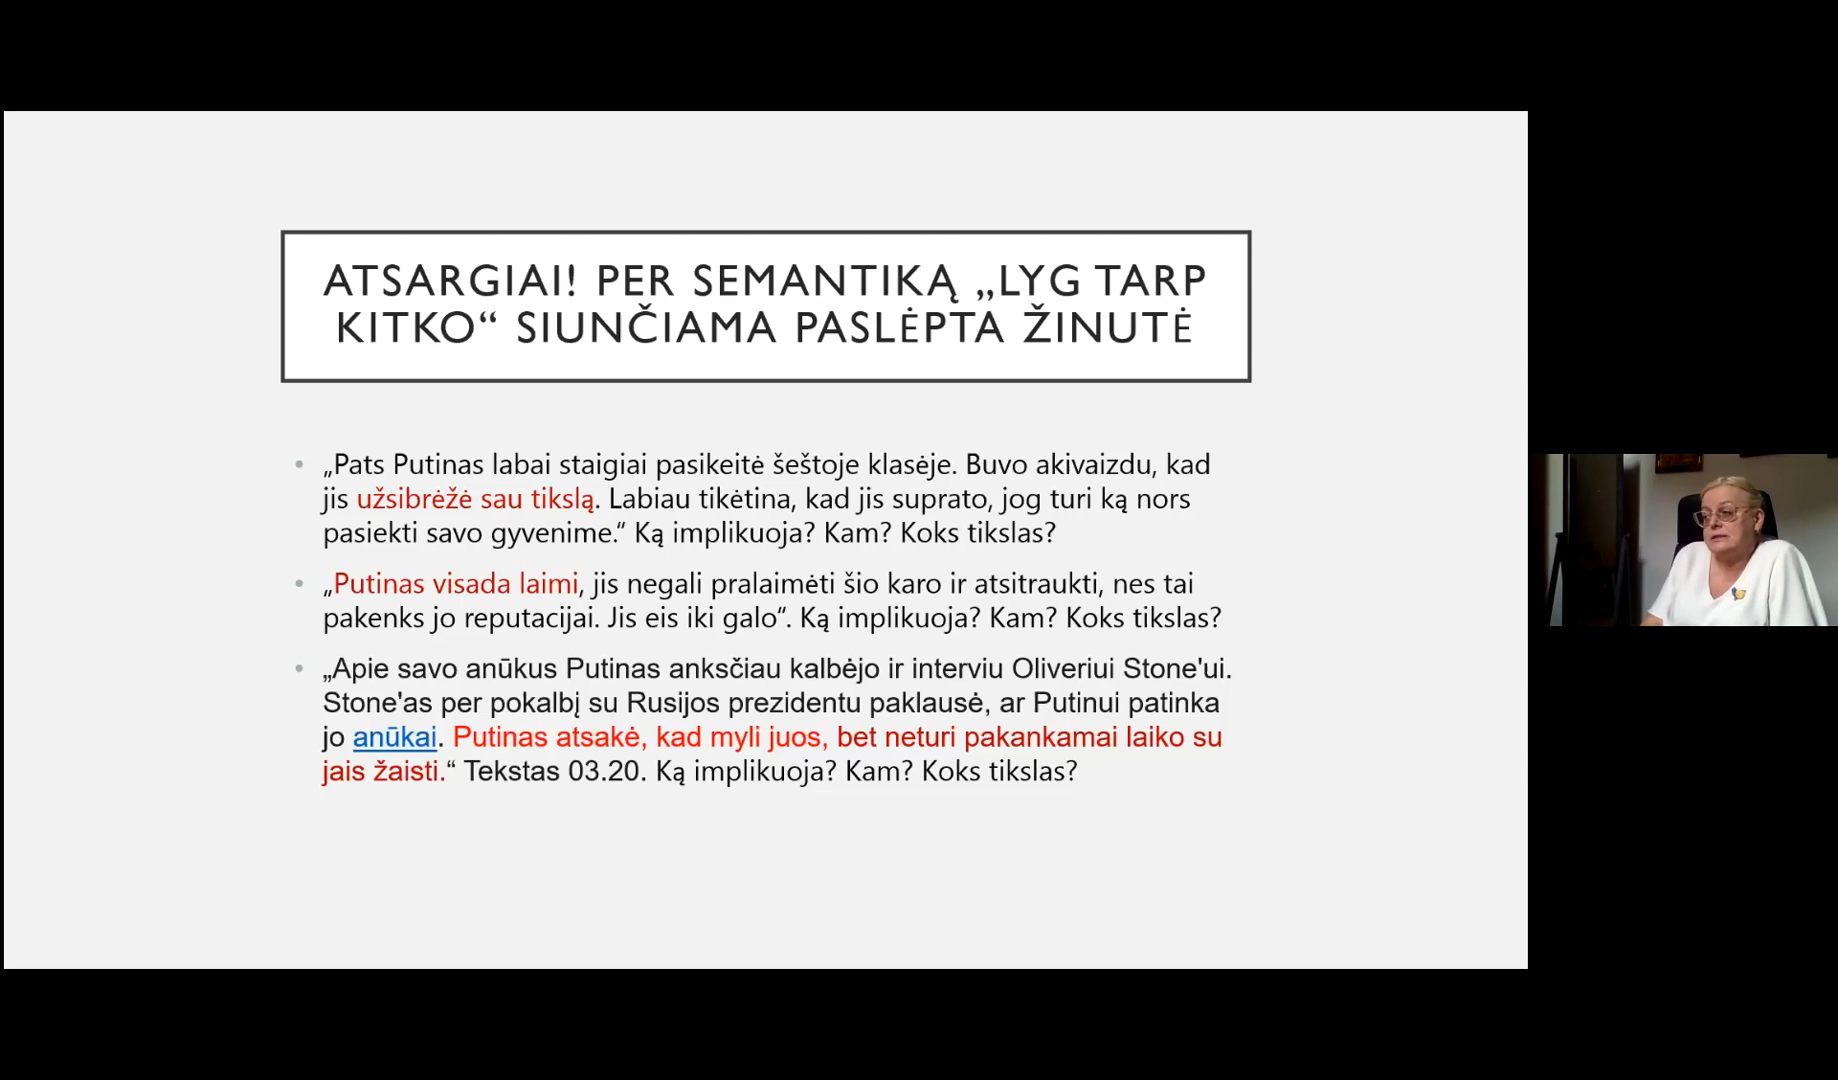 ATSARGIAI! PER SEMANTIKĄ „LYG TARP
KITKO“ SIUNČIAMA PASLĖPTA ŽINUTĖ
• „Pats Putinas labai staigiai pasikeitė šeštoje klasėje. Buvo akivaizdu, kad
jis užsibrėžė sau tikslą. Labiau tikėtina, kad jis suprato, jog turi ką nors
pasiekti savo gyvenime.“ Ką implikuoja? Kam? Koks tikslas?
• „Putinas visada laimi, jis negali pralaimėti šio karo ir atsitraukti, nes tai
pakenks jo reputacijai. Jis eis iki galo“. Ką implikuoja? Kam? Koks tikslas?
• „Apie savo anūkus Putinas anksčiau kalbėjo ir interviu Oliveriui Stone'ui.
Stone'as per pokalbį su Rusijos prezidentu paklausė, ar Putinui patinka
jo anūkai. Putinas atsakė, kad myli juos, bet neturi pakankamai laiko su
jais žaisti.“ Tekstas 03.20. Ką implikuoja? Kam? Koks tikslas?